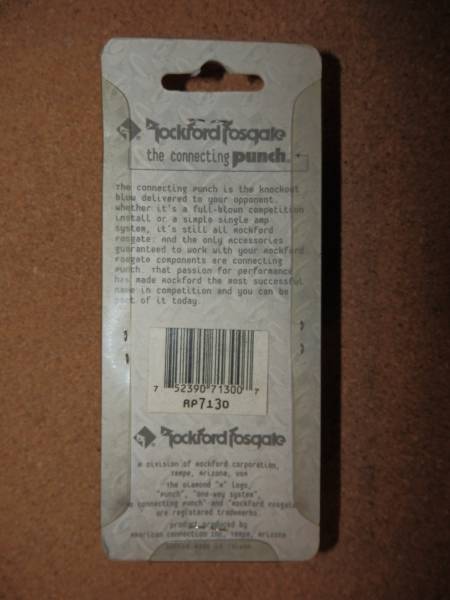 Rockford Fosgate
the connecting punch
The connecting Punch is the knockout
blow delivered to your opponent.
Whether it's a full-blown competition
install or a simple single amp
system, it's still all Rockford
Fosgate. And the only accessories
guaranteed to work with your Rockford
Fosgate components are connecting
Punch. That passion for performance
has made Rockford the most successful
name in competition and you can be
part of it today.
7 52390 71300 7
RP7130
Rockford Fosgate
A Division of Rockford Corporation,
Tempe, Arizona, USA
The diamond "R" logo,
"Punch", "one-way system",
"The connecting Punch" and "Rockford Fosgate"
are registered trademarks.
Product produced by
American Connection Inc, Tempe, Arizona